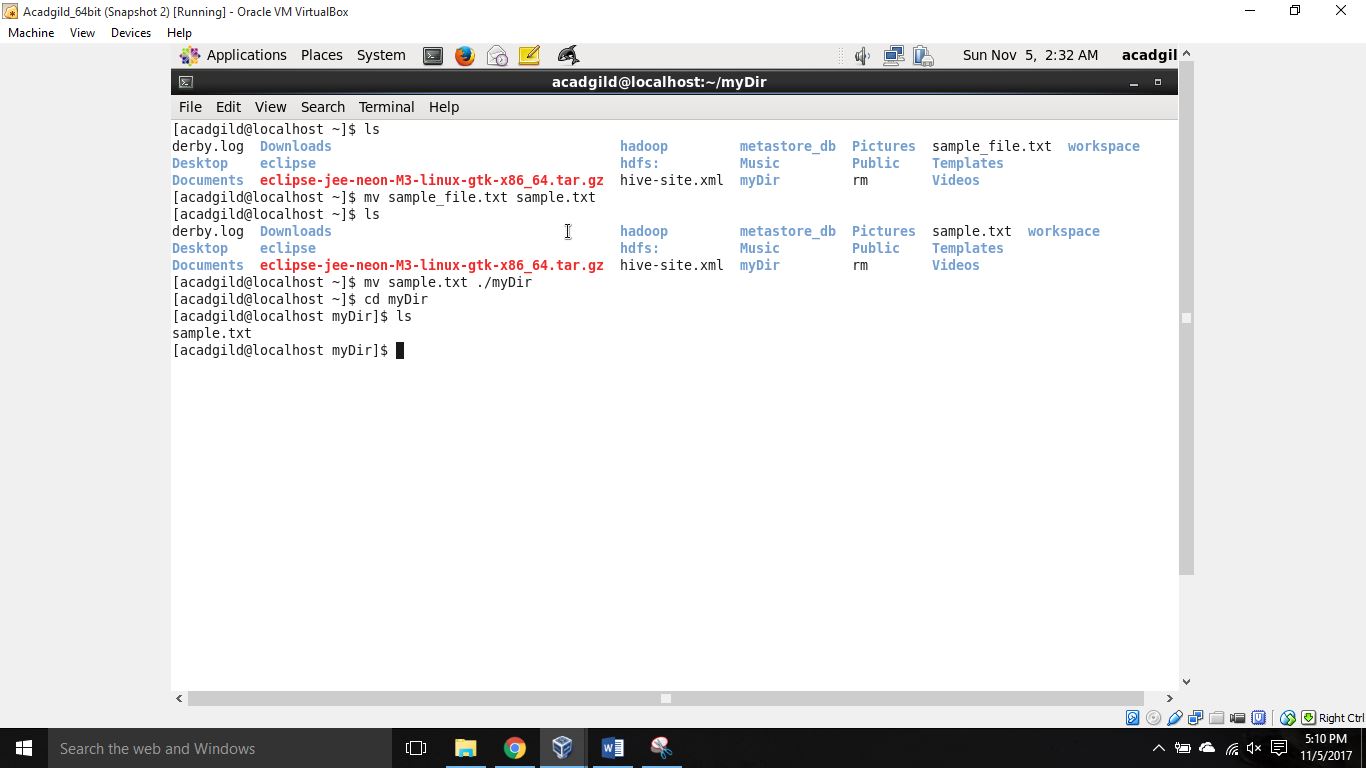 Acadgild_64bit (Snapshot 2) [Running] - Oracle VM VirtualBox
Machine View Devices Help
Applications Places System Sun Nov 5, 2:32 AM acadgil
acadgild@localhost:~/myDir
File Edit View Search Terminal Help
[acadgild@localhost ~]$ ls
derby.log Downloads hadoop metastore_db Pictures sample_file.txt workspace
Desktop eclipse hdfs: Music Public Templates
Documents eclipse-jee-neon-M3-linux-gtk-x86_64.tar.gz hive-site.xml myDir rm Videos
[acadgild@localhost ~]$ mv sample_file.txt sample.txt
[acadgild@localhost ~]$ ls
derby.log Downloads hadoop metastore_db Pictures sample.txt workspace
Desktop eclipse hdfs: Music Public Templates
Documents eclipse-jee-neon-M3-linux-gtk-x86_64.tar.gz hive-site.xml myDir rm Videos
[acadgild@localhost ~]$ mv sample.txt ./myDir
[acadgild@localhost ~]$ cd myDir
[acadgild@localhost myDir]$ ls
sample.txt
[acadgild@localhost myDir]$
Right Ctrl
Search the web and Windows
5:10 PM
11/5/2017